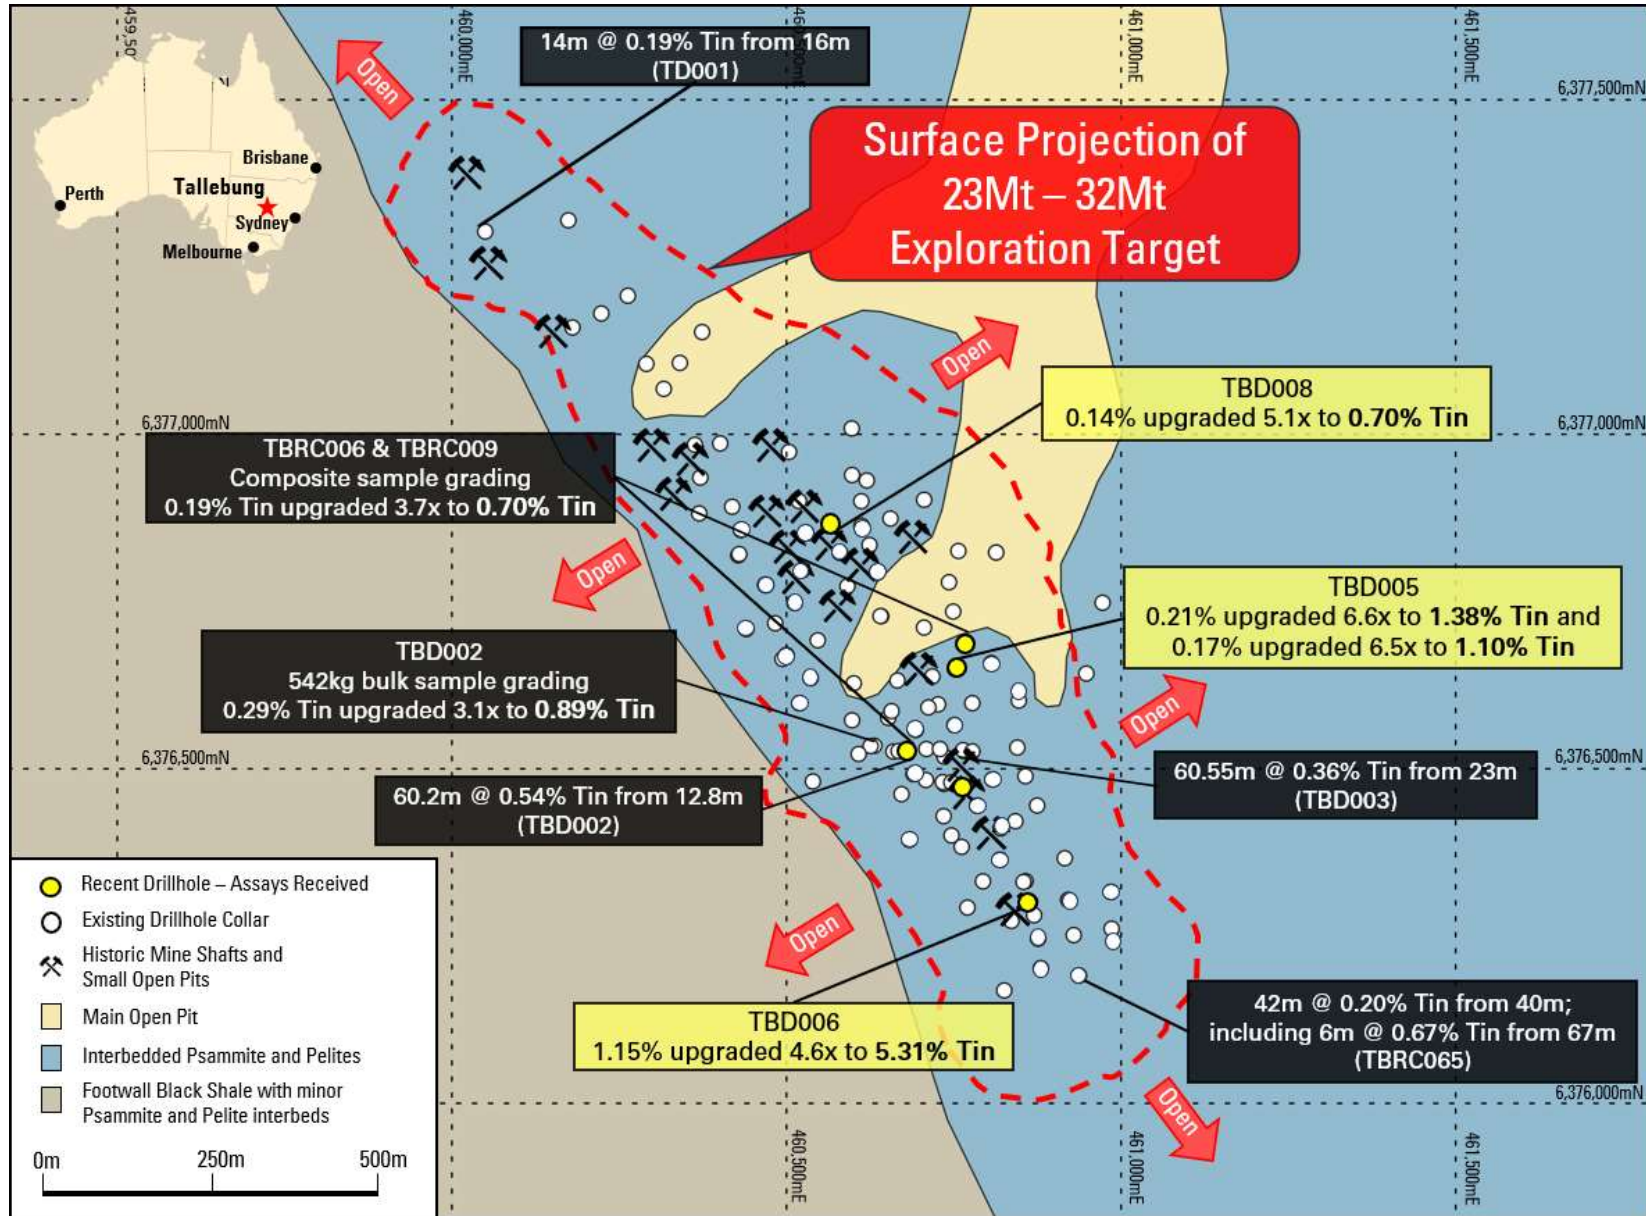 459,50
460,000mE
460,500mE
461,000mE
461,500mE
14m @ 0.19% Tin from 16m
(TD001)
Open
6,377,500mN
Surface Projection of
23Mt – 32Mt
Exploration Target
Brisbane
Perth
Tallebung
Sydney
Melbourne
N
Open
TBD008
0.14% upgraded 5.1x to 0.70% Tin
6,377,000mN
6,377,000mN
TBRC006 & TBRC009
Composite sample grading
0.19% Tin upgraded 3.7x to 0.70% Tin
Open
TBD005
0.21% upgraded 6.6x to 1.38% Tin and
0.17% upgraded 6.5x to 1.10% Tin
TBD002
542kg bulk sample grading
0.29% Tin upgraded 3.1x to 0.89% Tin
Open
6,376,500mN
6,376,500mN
60.2m @ 0.54% Tin from 12.8m
(TBD002)
60.55m @ 0.36% Tin from 23m
(TBD003)
Recent Drillhole – Assays Received
Existing Drillhole Collar
Historic Mine Shafts and
Small Open Pits
Main Open Pit
Interbedded Psammite and Pelites
Footwall Black Shale with minor
Psammite and Pelite interbeds
0m
250m
500m
Open
TBD006
1.15% upgraded 4.6x to 5.31% Tin
42m @ 0.20% Tin from 40m;
including 6m @ 0.67% Tin from 67m
(TBRC065)
6,376,000mN
Open
460,500mE
461,000mE
461,500mE